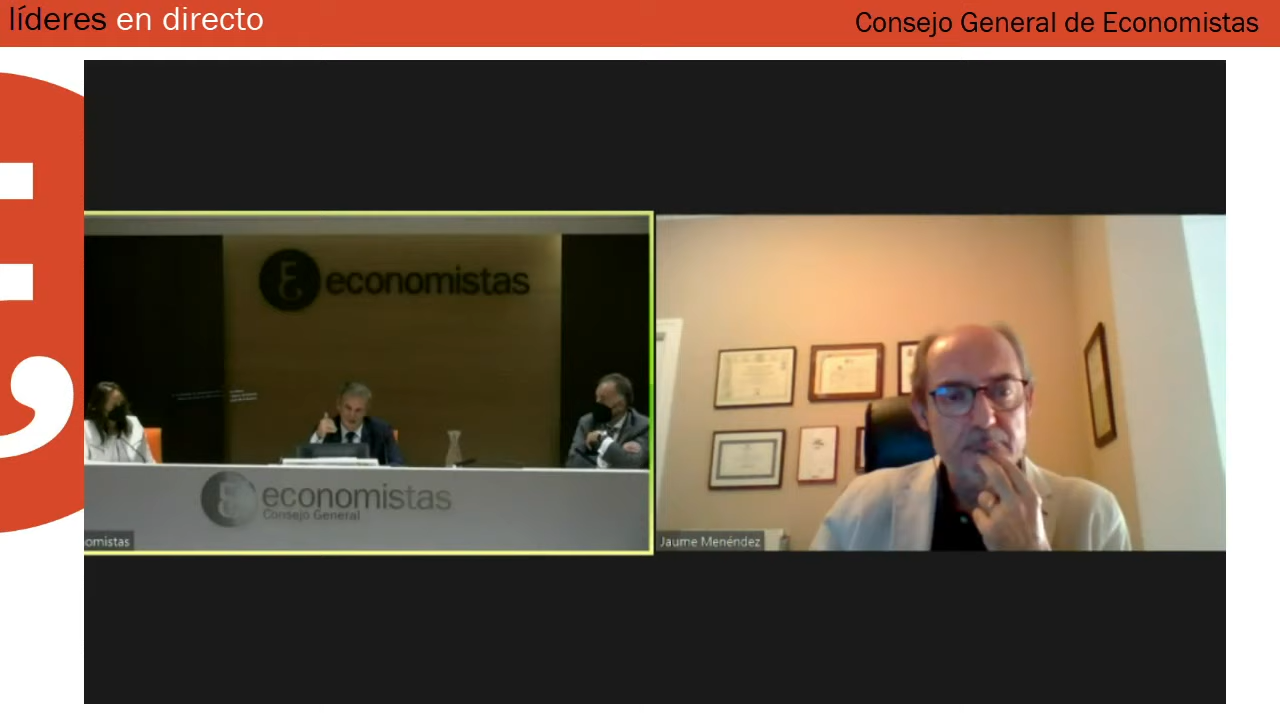 líderes en directo
Consejo General de Economistas
economistas
economistas
Consejo General
omistas
Jaume Menéndez